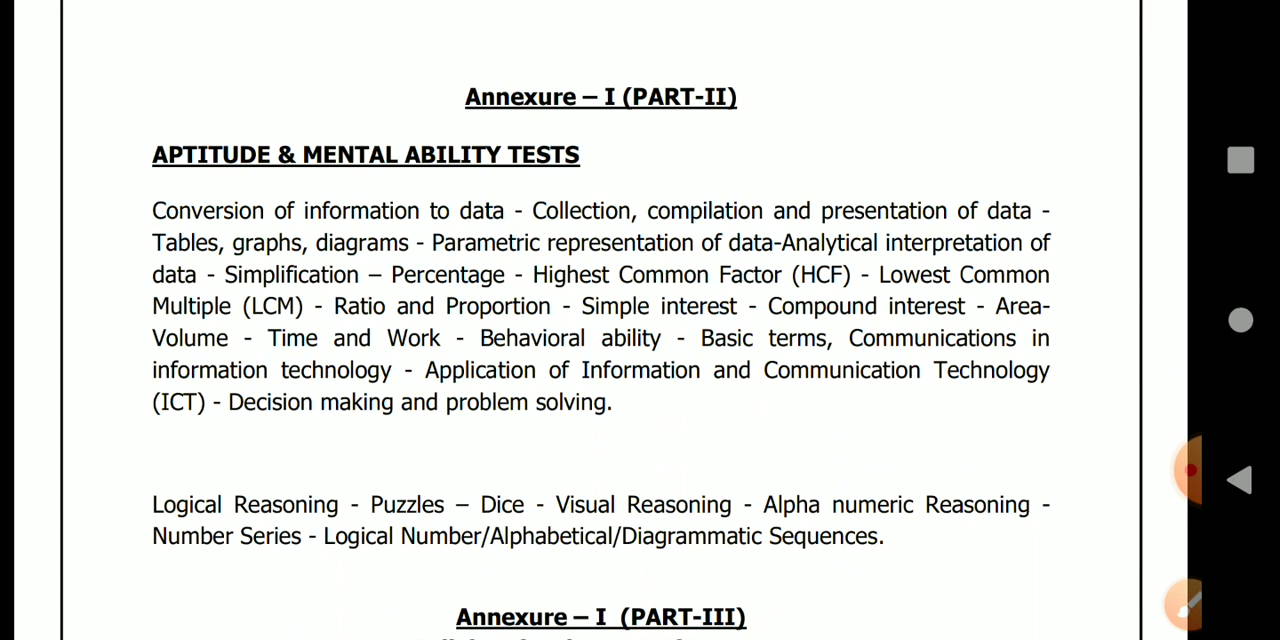 Annexure – I (PART-II)
APTITUDE & MENTAL ABILITY TESTS
Conversion of information to data - Collection, compilation and presentation of data -
Tables, graphs, diagrams - Parametric representation of data-Analytical interpretation of
data - Simplification – Percentage - Highest Common Factor (HCF) - Lowest Common
Multiple (LCM) - Ratio and Proportion - Simple interest - Compound interest - Area-
Volume - Time and Work - Behavioral ability - Basic terms, Communications in
information technology - Application of Information and Communication Technology
(ICT) - Decision making and problem solving.
Logical Reasoning - Puzzles – Dice - Visual Reasoning - Alpha numeric Reasoning -
Number Series - Logical Number/Alphabetical/Diagrammatic Sequences.
Annexure – I (PART-III)